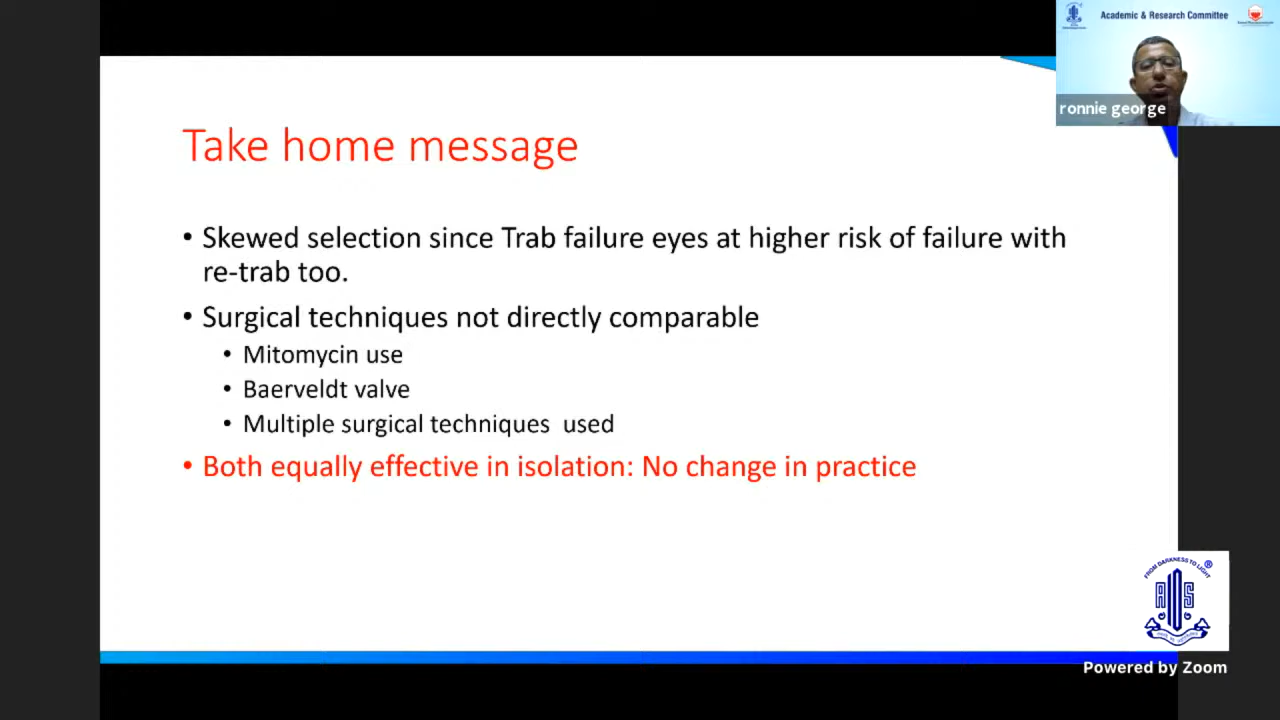 Academic & Research Committee
ronnie george
Take home message
• Skewed selection since Trab failure eyes at higher risk of failure with
re-trab too.
• Surgical techniques not directly comparable
• Mitomycin use
• Baerveldt valve
• Multiple surgical techniques used
• Both equally effective in isolation: No change in practice
FROM DARKNESS TO LIGHT ®
AIOS
Powered by Zoom